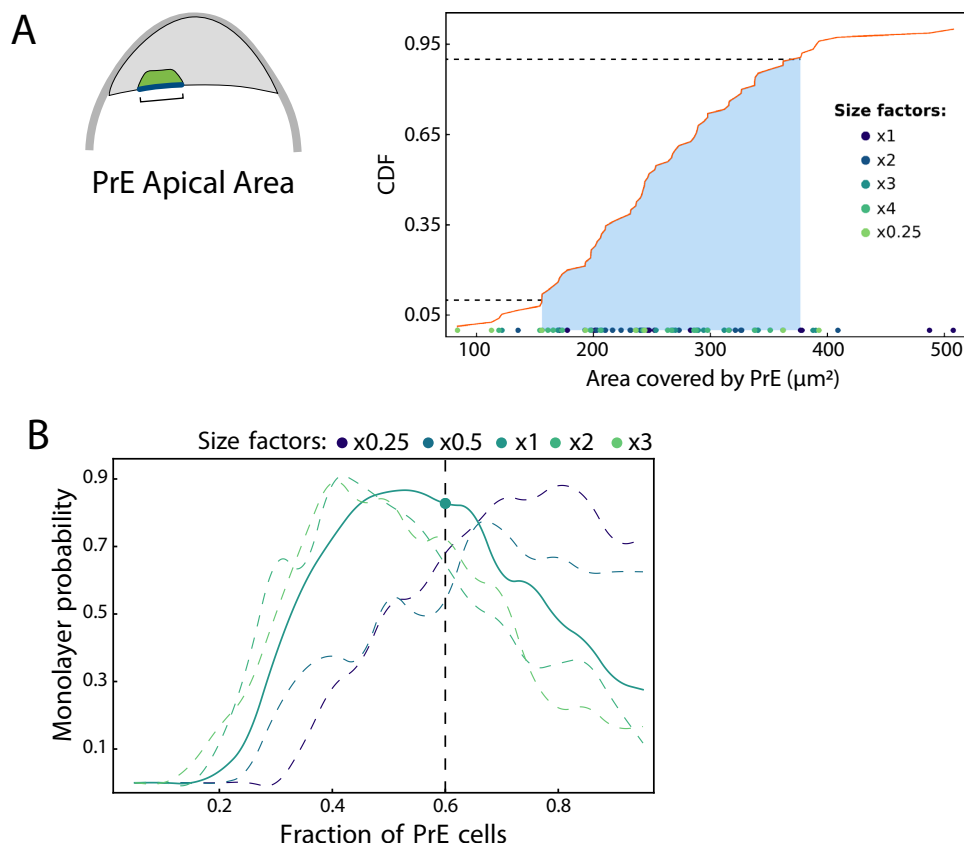 A
PrE Apical Area
CDF
0.95
0.65
0.35
0.05
Size factors:
x1
x2
x3
x4
x0.25
100 200 300 400 500
Area covered by PrE (µm²)
B
Size factors: x0.25 x0.5 x1 x2 x3
Monolayer probability
0.9
0.7
0.5
0.3
0.1
0.2 0.4 0.6 0.8
Fraction of PrE cells